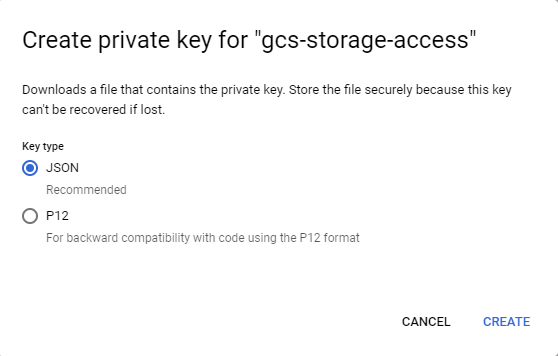 Create private key for "gcs-storage-access"
Downloads a file that contains the private key. Store the file securely because this key
can't be recovered if lost.
Key type
JSON
Recommended
P12
For backward compatibility with code using the P12 format
CANCEL CREATE